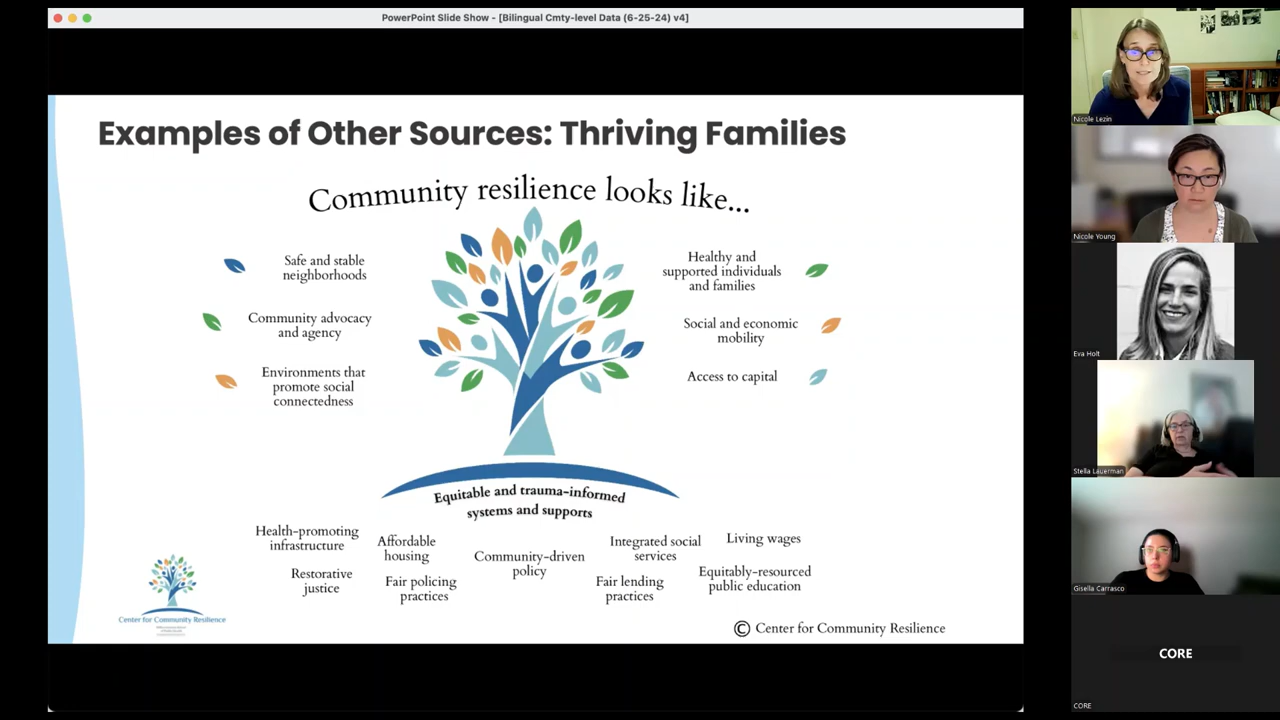 PowerPoint Slide Show - [Bilingual Cmty-level Data (6-25-24) v4]
Examples of Other Sources: Thriving Families
Community resilience looks like...
Safe and stable
neighborhoods
Community advocacy
and agency
Environments that
promote social
connectedness
Healthy and
supported individuals
and families
Social and economic
mobility
Access to capital
Equitable and trauma-informed
systems and supports
Health-promoting
infrastructure
Affordable
housing
Community-driven
policy
Integrated social
services
Living wages
Restorative
justice
Fair policing
practices
Fair lending
practices
Equitably-resourced
public education
Center for Community Resilience
© Center for Community Resilience
Nicole Lezin
Nicole Young
Eva Holt
Stella Lauerman
Gisella Carrasco
CORE
CORE